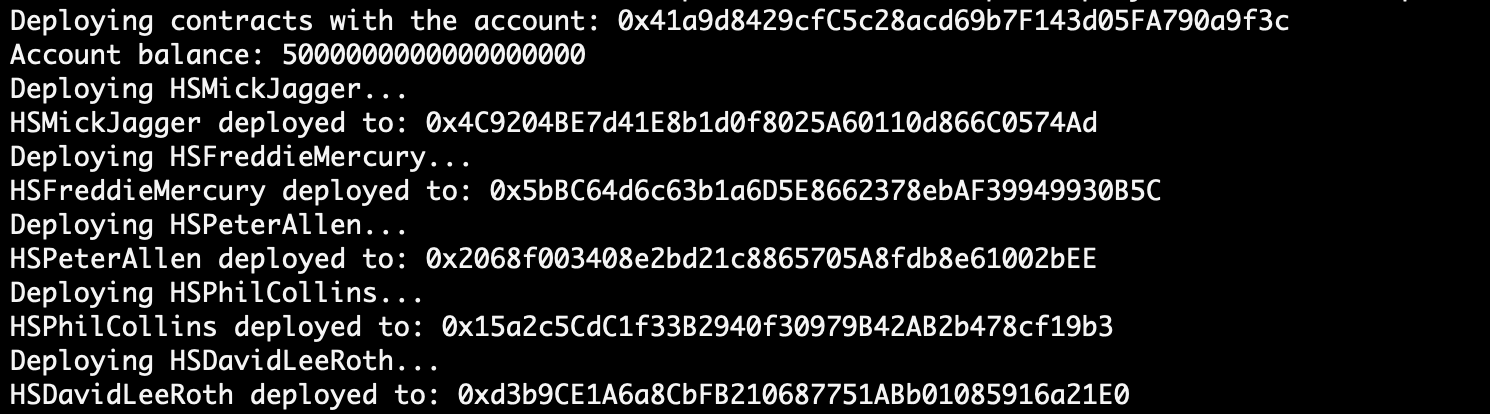 Deploying contracts with the account: 0x41a9d8429cfC5c28acd69b7F143d05FA790a9f3c
Account balance: 5000000000000000000
Deploying HSMickJagger...
HSMickJagger deployed to: 0x4C9204BE7d41E8b1d0f8025A60110d866C0574Ad
Deploying HSFreddieMercury...
HSFreddieMercury deployed to: 0x5bBC64d6c63b1a6D5E8662378ebAF39949930B5C
Deploying HSPeterAllen...
HSPeterAllen deployed to: 0x2068f003408e2bd21c8865705A8fdb8e61002bEE
Deploying HSPhilCollins...
HSPhilCollins deployed to: 0x15a2c5CdC1f33B2940f30979B42AB2b478cf19b3
Deploying HSDavidLeeRoth...
HSDavidLeeRoth deployed to: 0xd3b9CE1A6a8CbFB210687751ABb01085916a21E0